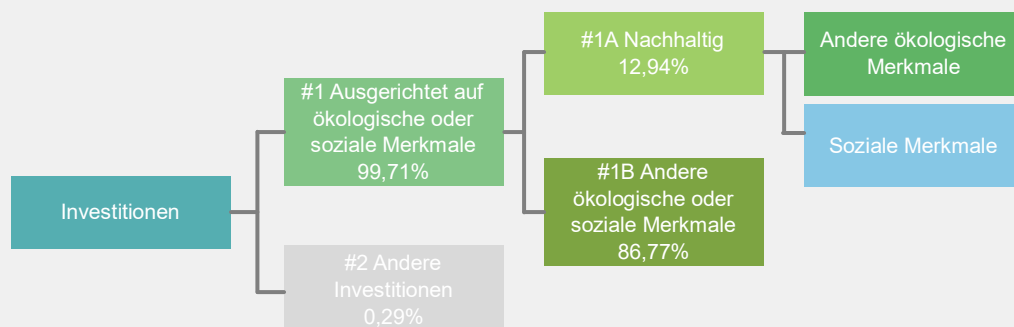 Investitionen
#1 Ausgerichtet auf
ökologische oder
soziale Merkmale
99,71%
#2 Andere
Investitionen
0,29%
#1A Nachhaltig
12,94%
#1B Andere
ökologische oder
soziale Merkmale
86,77%
Andere ökologische
Merkmale
Soziale Merkmale